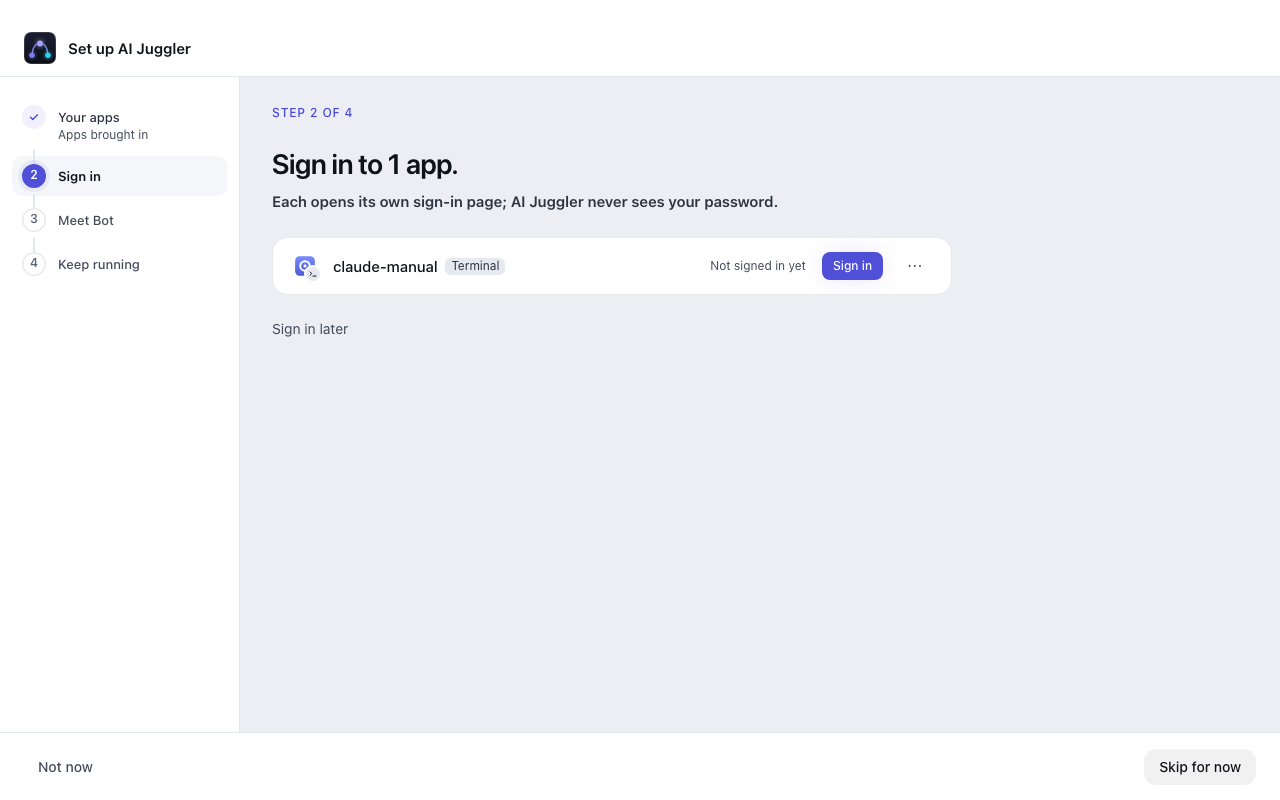 Set up AI Juggler
Your apps
Apps brought in
2 Sign in
3 Meet Bot
4 Keep running
STEP 2 OF 4
Sign in to 1 app.
Each opens its own sign-in page; AI Juggler never sees your password.
claude-manual Terminal Not signed in yet Sign in ···
Sign in later
Not now Skip for now